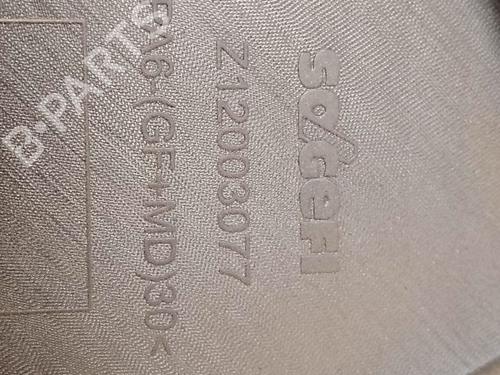 SOGEFI
Z12003077
PA6-(GF+MD)30<
B-PARTS